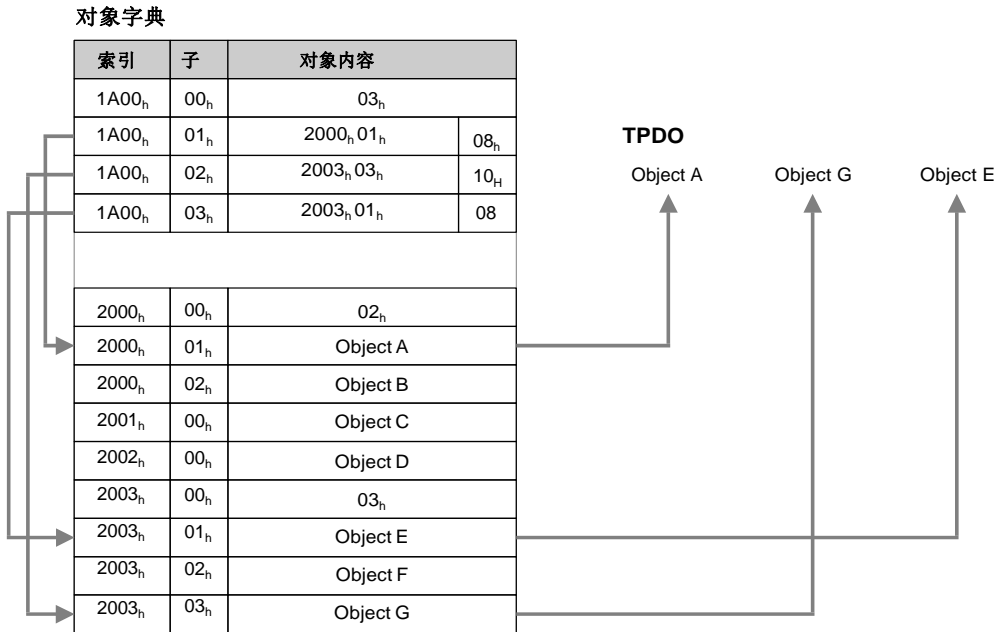 对象字典
索引 子 对象内容
1A00h 00h 03h
1A00h 01h 2000h 01h 08h
1A00h 02h 2003h 03h 10H
1A00h 03h 2003h 01h 08
TPDO
Object A Object G Object E
2000h 00h 02h
2000h 01h Object A
2000h 02h Object B
2001h 00h Object C
2002h 00h Object D
2003h 00h 03h
2003h 01h Object E
2003h 02h Object F
2003h 03h Object G